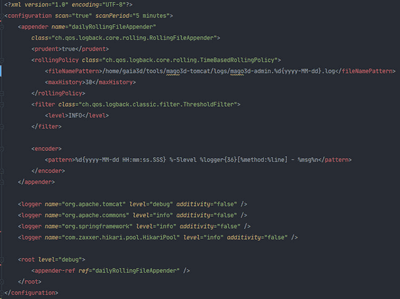 <?xml version="1.0" encoding="UTF-8"?>
<configuration scan="true" scanPeriod="5 minutes">
<appender name="dailyRollingFileAppender"
class="ch.qos.logback.core.rolling.RollingFileAppender">
<prudent>true</prudent>
<rollingPolicy class="ch.qos.logback.core.rolling.TimeBasedRollingPolicy">
<fileNamePattern>/home/gaia3d/tools/mago3d-tomcat/logs/mago3d-admin.%d{yyyy-MM-dd}.log</fileNamePattern>
<maxHistory>30</maxHistory>
</rollingPolicy>
<filter class="ch.qos.logback.classic.filter.ThresholdFilter">
<level>INFO</level>
</filter>
<encoder>
<pattern>%d{yyyy-MM-dd HH:mm:ss.SSS} %-5level %logger{36}[%method:%line] - %msg%n</pattern>
</encoder>
</appender>
<logger name="org.apache.tomcat" level="debug" additivity="false" />
<logger name="org.apache.commons" level="info" additivity="false" />
<logger name="org.springframework" level="info" additivity="false" />
<logger name="com.zaxxer.hikari.pool.HikariPool" level="info" additivity="false" />
<root level="debug">
<appender-ref ref="dailyRollingFileAppender" />
</root>
</configuration>